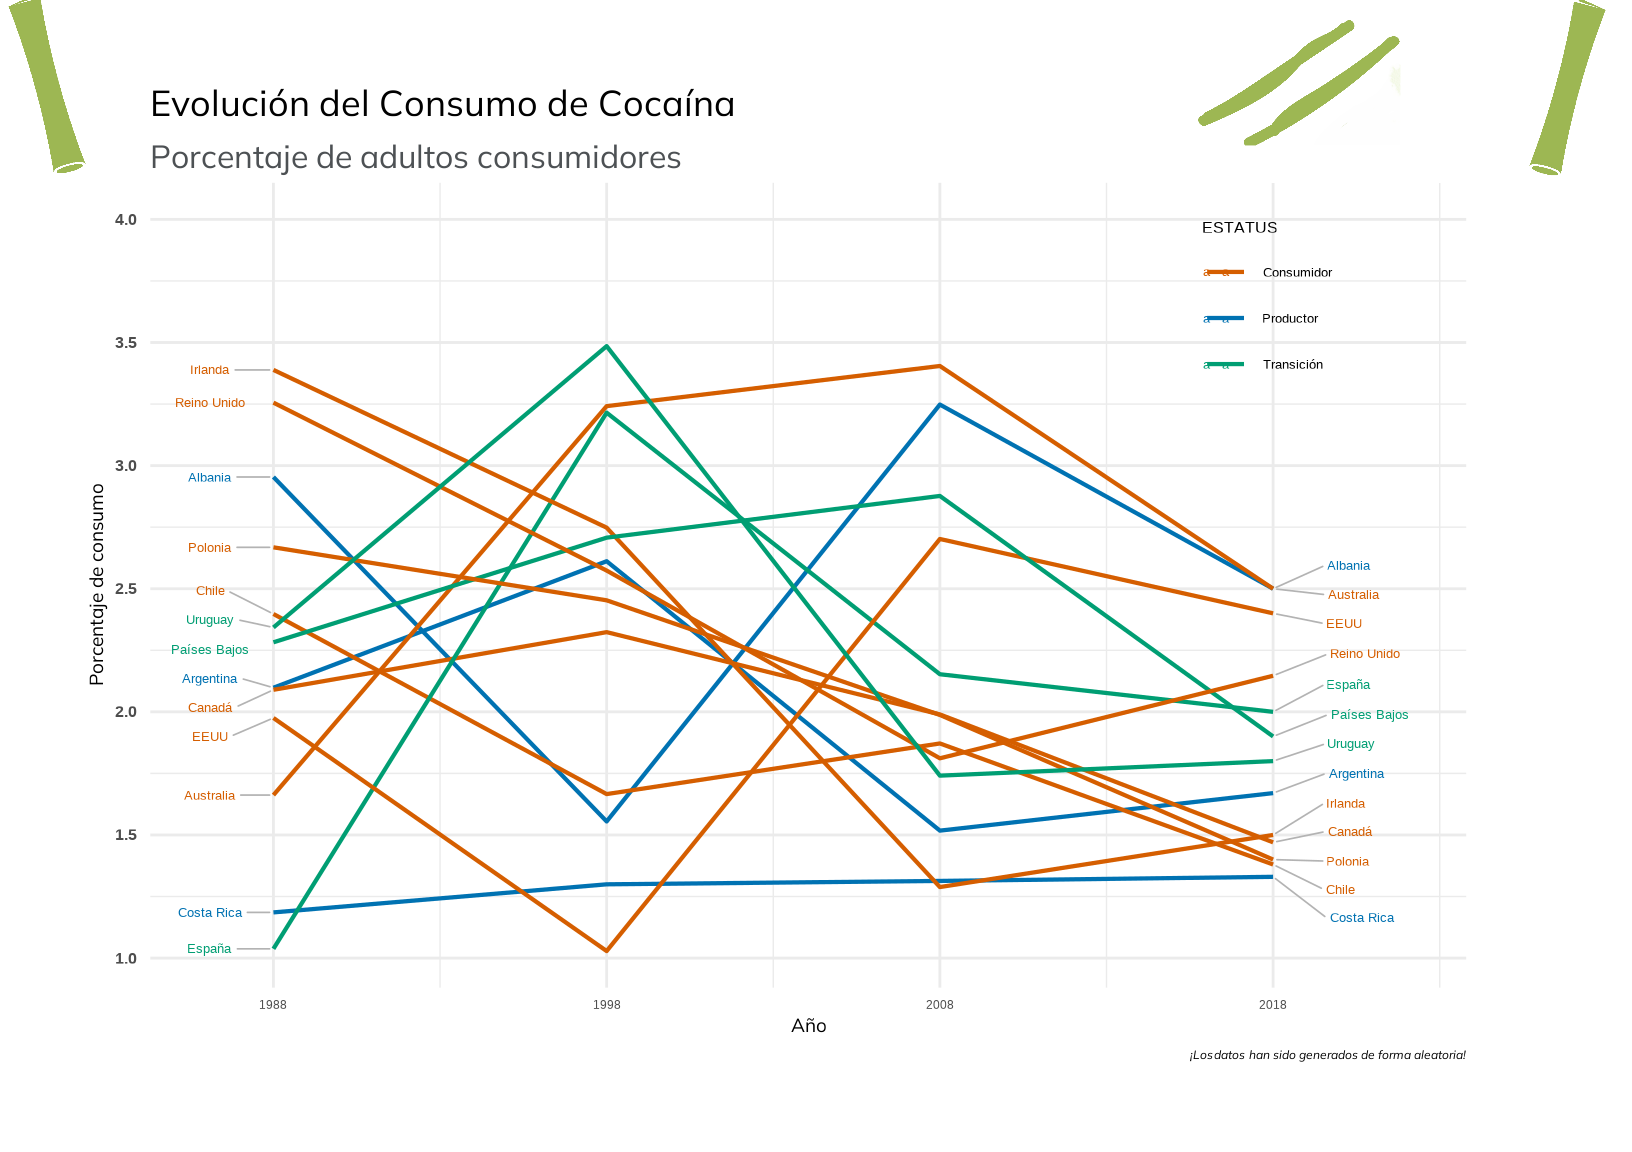 Evolución del Consumo de Cocaína
Porcentaje de adultos consumidores
4.0
3.5
3.0
2.5
2.0
1.5
1.0
Porcentaje de consumo
ESTATUS
a a Consumidor
a a Productor
a a Transición
Irlanda
Reino Unido
Albania
Polonia
Chile
Uruguay
Países Bajos
Argentina
Canadá
EEUU
Australia
Costa Rica
España
Albania
Australia
EEUU
Reino Unido
España
Países Bajos
Uruguay
Argentina
Irlanda
Canadá
Polonia
Chile
Costa Rica
1988 1998 2008 2018
Año
¡Los datos han sido generados de forma aleatoria!